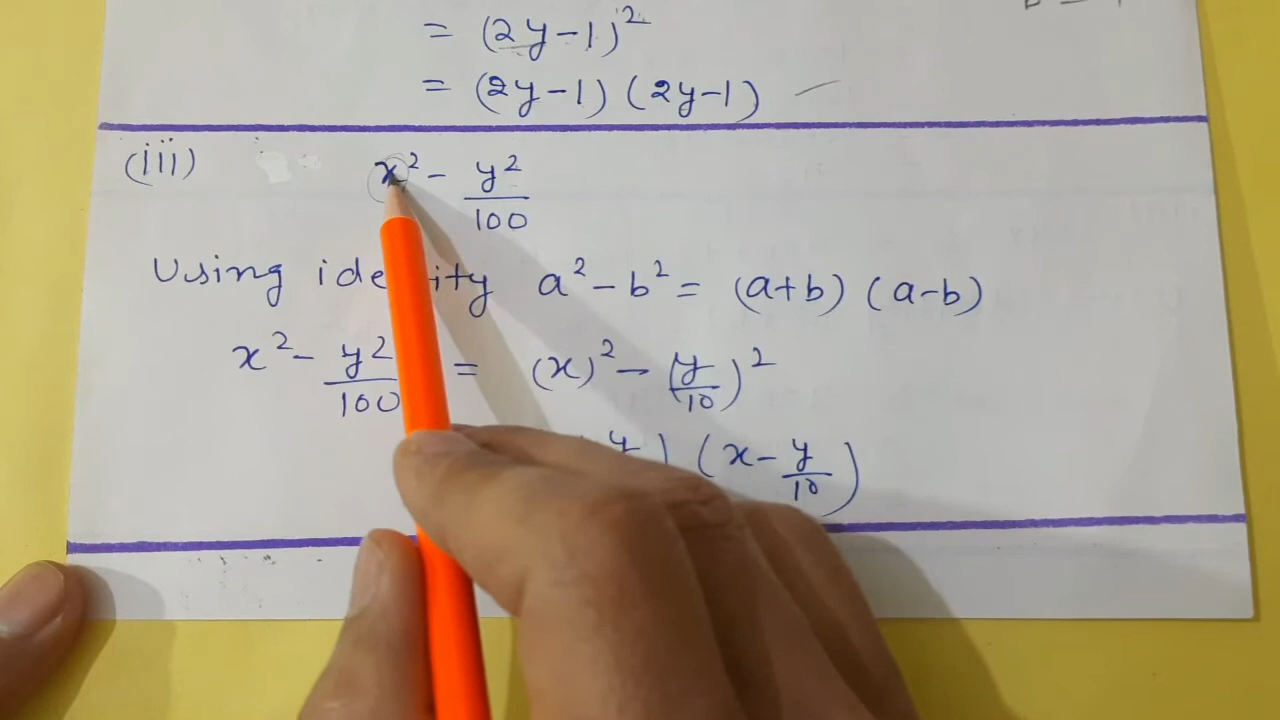 = (2y-1)²
= (2y-1) (2y-1)
(iii) x² - y²/100
Using identity a² - b² = (a+b) (a-b)
x² - y²/100 = (x)² - (y/10)²
(x - y/10)